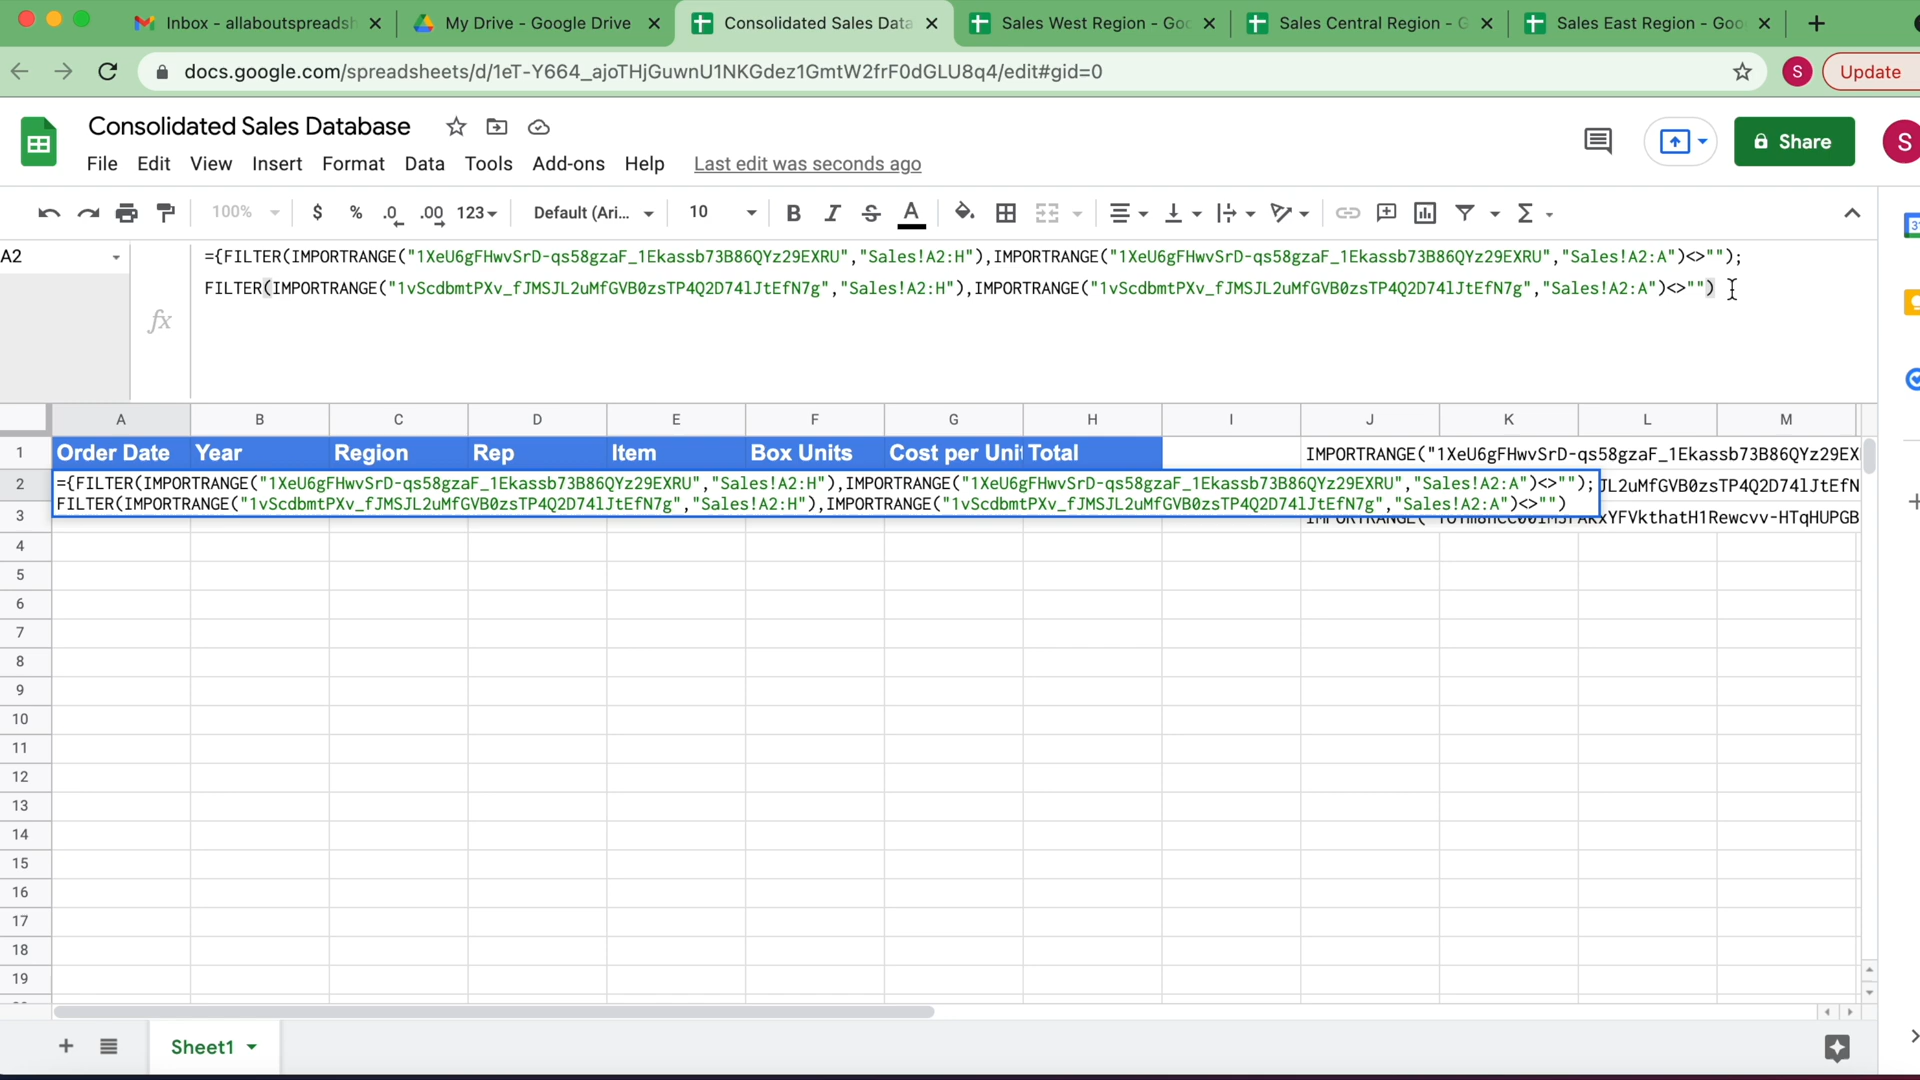 Inbox - allaboutspreadsh
My Drive - Google Drive
Consolidated Sales Data
Sales West Region - Goo
Sales Central Region - G
Sales East Region - Goo
docs.google.com/spreadsheets/d/1eT-Y664_ajoTHjGuwnU1NKGdez1GmtW2frF0dGLU8q4/edit#gid=0
S
Update
Consolidated Sales Database
Share
S
File Edit View Insert Format Data Tools Add-ons Help Last edit was seconds ago
100% $ % .0 .00 123 Default (Ari... 10 B I S A
A2
={FILTER(IMPORTRANGE("1XeU6gFHwvSrD-qs58gzaF_1Ekassb73B86QYz29EXRU","Sales!A2:H"),IMPORTRANGE("1XeU6gFHwvSrD-qs58gzaF_1Ekassb73B86QYz29EXRU","Sales!A2:A")<>"");
FILTER(IMPORTRANGE("1vScdbmtPXv_fJMSJL2uMfGVB0zsTP4Q2D74lJtEfN7g","Sales!A2:H"),IMPORTRANGE("1vScdbmtPXv_fJMSJL2uMfGVB0zsTP4Q2D74lJtEfN7g","Sales!A2:A")<>"")
fx
A B C D E F G H I J K L M
1 Order Date Year Region Rep Item Box Units Cost per Unit Total IMPORTRANGE("1XeU6gFHwvSrD-qs58gzaF_1Ekassb73B86QYz29EX
2 ={FILTER(IMPORTRANGE("1XeU6gFHwvSrD-qs58gzaF_1Ekassb73B86QYz29EXRU","Sales!A2:H"),IMPORTRANGE("1XeU6gFHwvSrD-qs58gzaF_1Ekassb73B86QYz29EXRU","Sales!A2:A")<>""); JL2uMfGVB0zsTP4Q2D74lJtEfN
3 FILTER(IMPORTRANGE("1vScdbmtPXv_fJMSJL2uMfGVB0zsTP4Q2D74lJtEfN7g","Sales!A2:H"),IMPORTRANGE("1vScdbmtPXv_fJMSJL2uMfGVB0zsTP4Q2D74lJtEfN7g","Sales!A2:A")<>"")
4
5
6
7
8
9
10
11
12
13
14
15
16
17
18
19
Sheet1